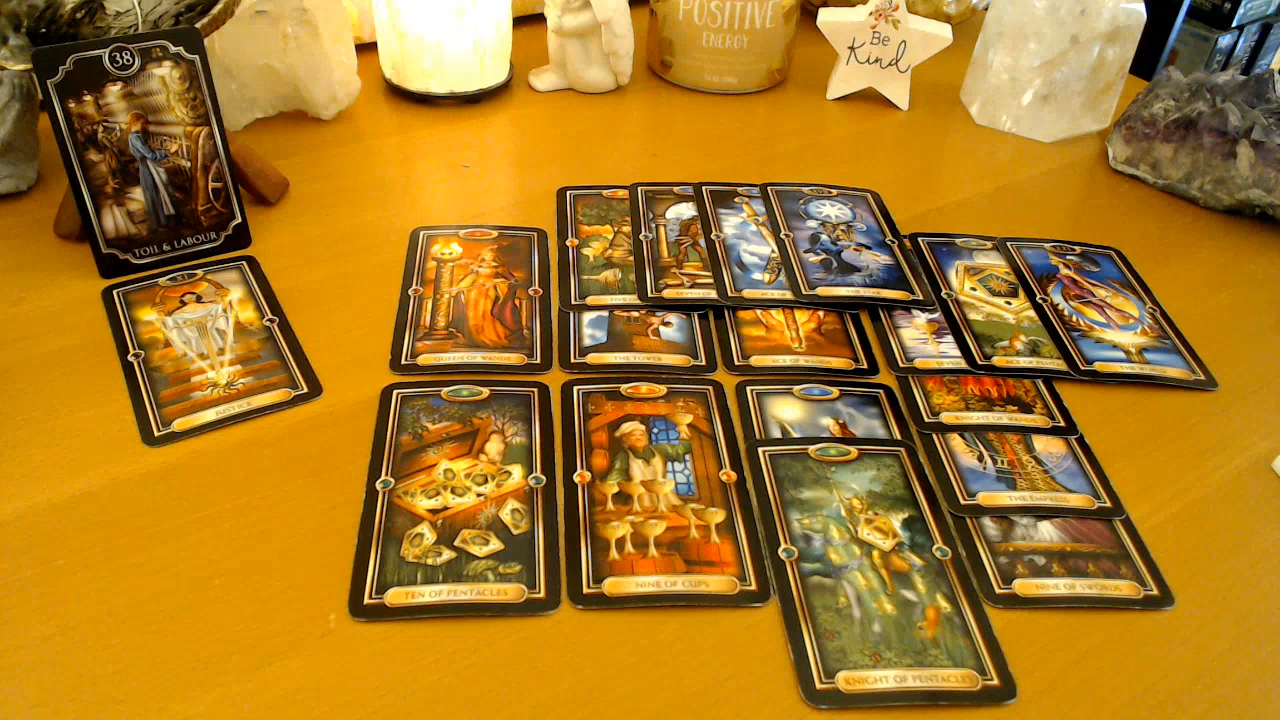 POSITIVE
ENERGY
Be
Kind
38
TOIL & LABOUR
JUSTICE
QUEEN OF WANDS
THE TOWER
ACE OF WANDS
THE STAR
SEVEN
ACE OF PENTAC
THE WORLD
KNIGHT OF WANDS
THE EMPRESS
NINE OF SWORDS
TEN OF PENTACLES
NINE OF CUPS
KNIGHT OF PENTACLES